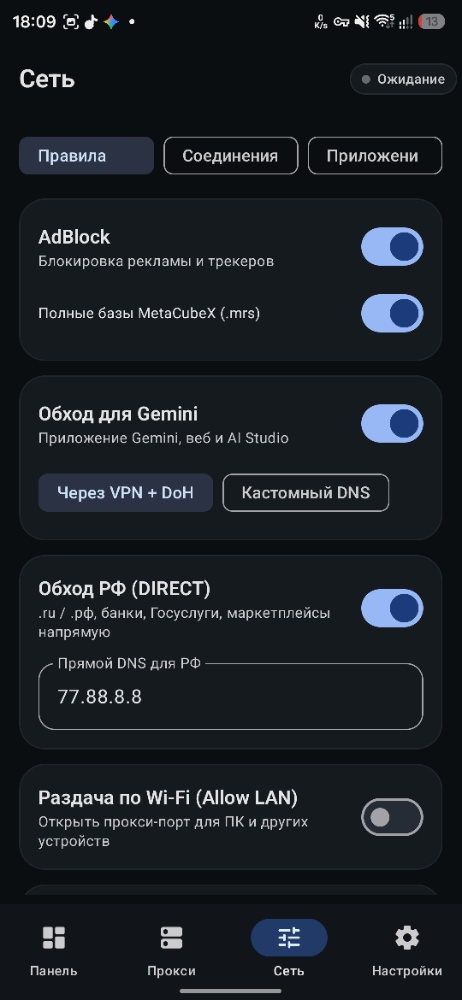 18:09
0
K/s
5
13
Сеть
Ожидание
Правила
Соединения
Приложени
AdBlock
Блокировка рекламы и трекеров
Полные базы MetaCubeX (.mrs)
Обход для Gemini
Приложение Gemini, веб и AI Studio
Через VPN + DoH
Кастомный DNS
Обход РФ (DIRECT)
.ru / .рф, банки, Госуслуги, маркетплейсы
напрямую
Прямой DNS для РФ
77.88.8.8
Раздача по Wi-Fi (Allow LAN)
Открыть прокси-порт для ПК и других
устройств
Панель
Прокси
Сеть
Настройки